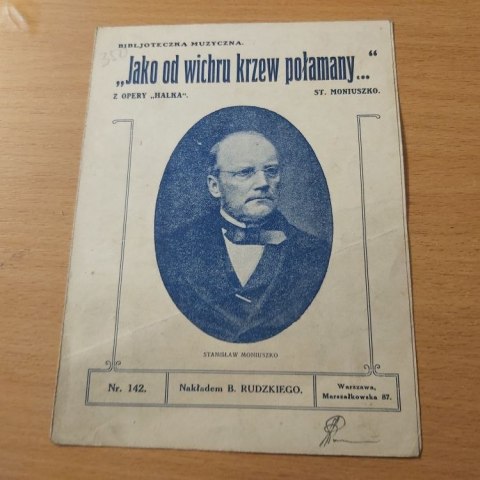 BIBLJOTECZKA MUZYCZNA.
„Jako od wichru krzew połamany..."
Z OPERY „HALKA". ST. MONIUSZKO.
STANISŁAW MONIUSZKO
Nr. 142. Nakładem B. RUDZKIEGO. Warszawa,
Marszałkowska 87.